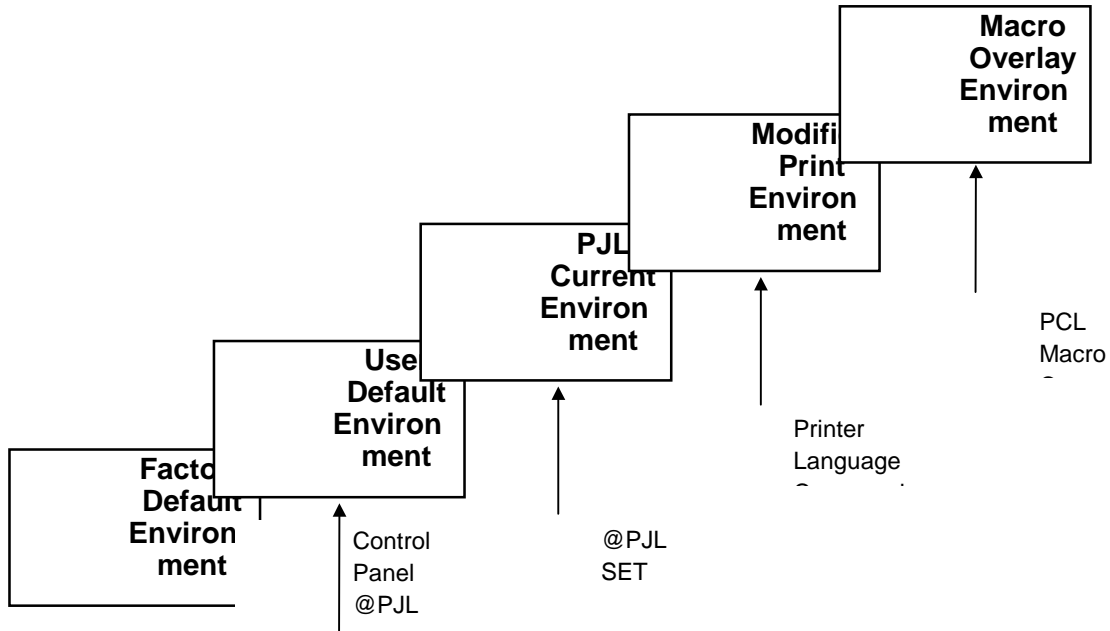 Macro
Overlay
Environ
ment
Modifi
Print
Environ
ment
PJL
Current
Environ
ment
Use
Default
Environ
ment
Facto
Default
Environ
ment
PCL
Macro
Printer
Language
@PJL
SET
Control
Panel
@PJL